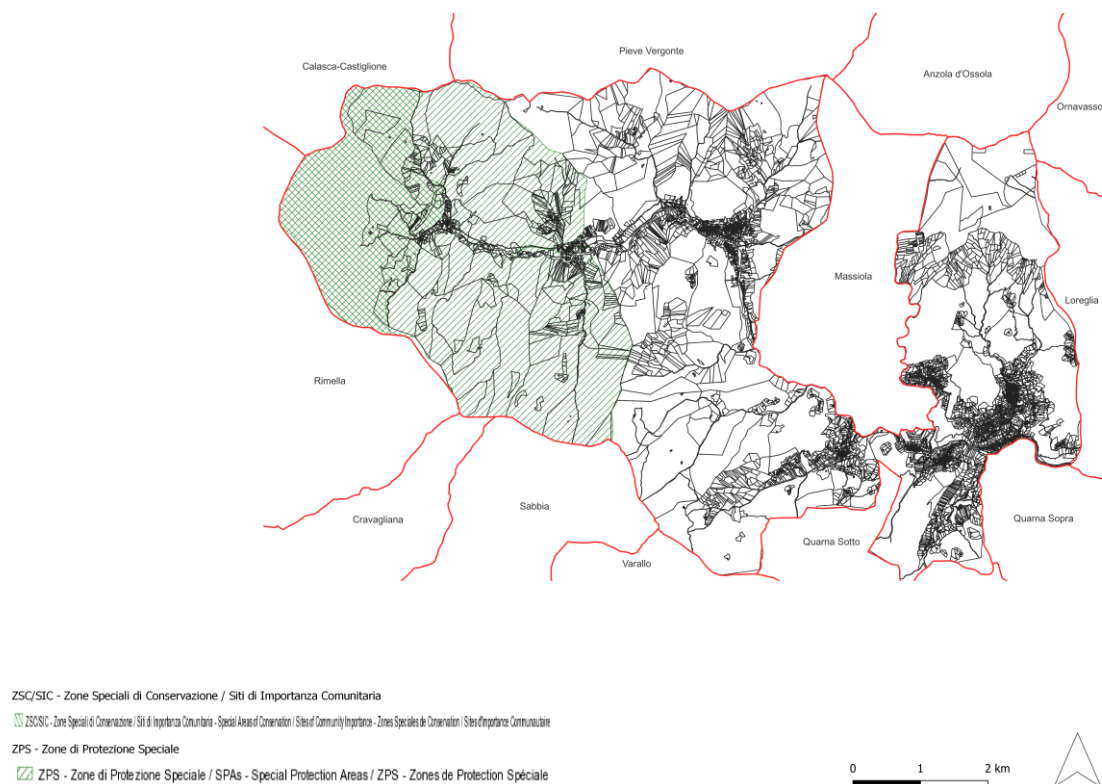 Pieve Vergonte
Calasca-Castiglione
Anzola d'Ossola
Ornavasso
Massiola
Loreglia
Rimella
Sabbia
Cravagliana
Quarna Sopra
Quarna Sotto
Varallo
ZSC/SIC - Zone Speciali di Conservazione / Siti di Importanza Comunitaria
ZSC/SIC - Zone Speciali di Conservazione / Siti di Importanza Comunitaria - Special Areas of Conservation / Sites of Community Importance - Zones Speciales de Conservation / Sites d'Importance Communautaire
ZPS - Zone di Protezione Speciale
ZPS - Zone di Protezione Speciale / SPAs - Special Protection Areas / ZPS - Zones de Protection Spéciale
0 1 2 km